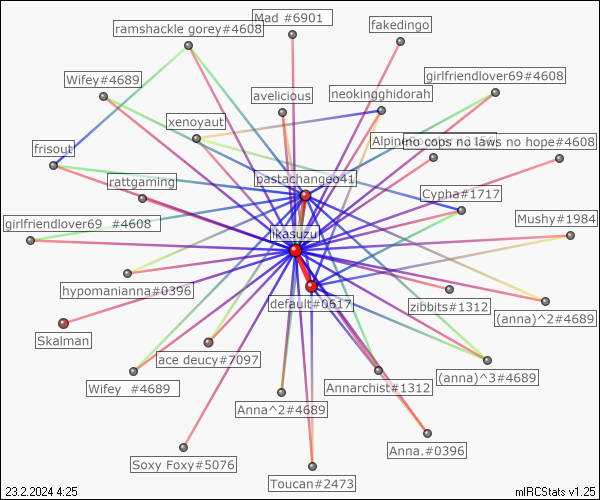 Mad #6901
ramshackle gorey#4608
fakedingo
Wifey#4689
girlfriendlover69#4608
avelicious
neokingghidorah
xenoyaut
Alpine
no cops no laws no hope#4608
frisout
pastachangeo41
rattgaming
Cypha#1717
girlfriendlover69 #4608
Mushy#1984
ikasuzu
hypomanianna#0396
default#0617
zibbits#1312
(anna)^2#4689
Skalman
ace deucy#7097
Wifey #4689
Annarchist#1312
(anna)^3#4689
Anna^2#4689
Anna.#0396
Soxy Foxy#5076
Toucan#2473
23.2.2024 4:25
mIRCStats v1.25